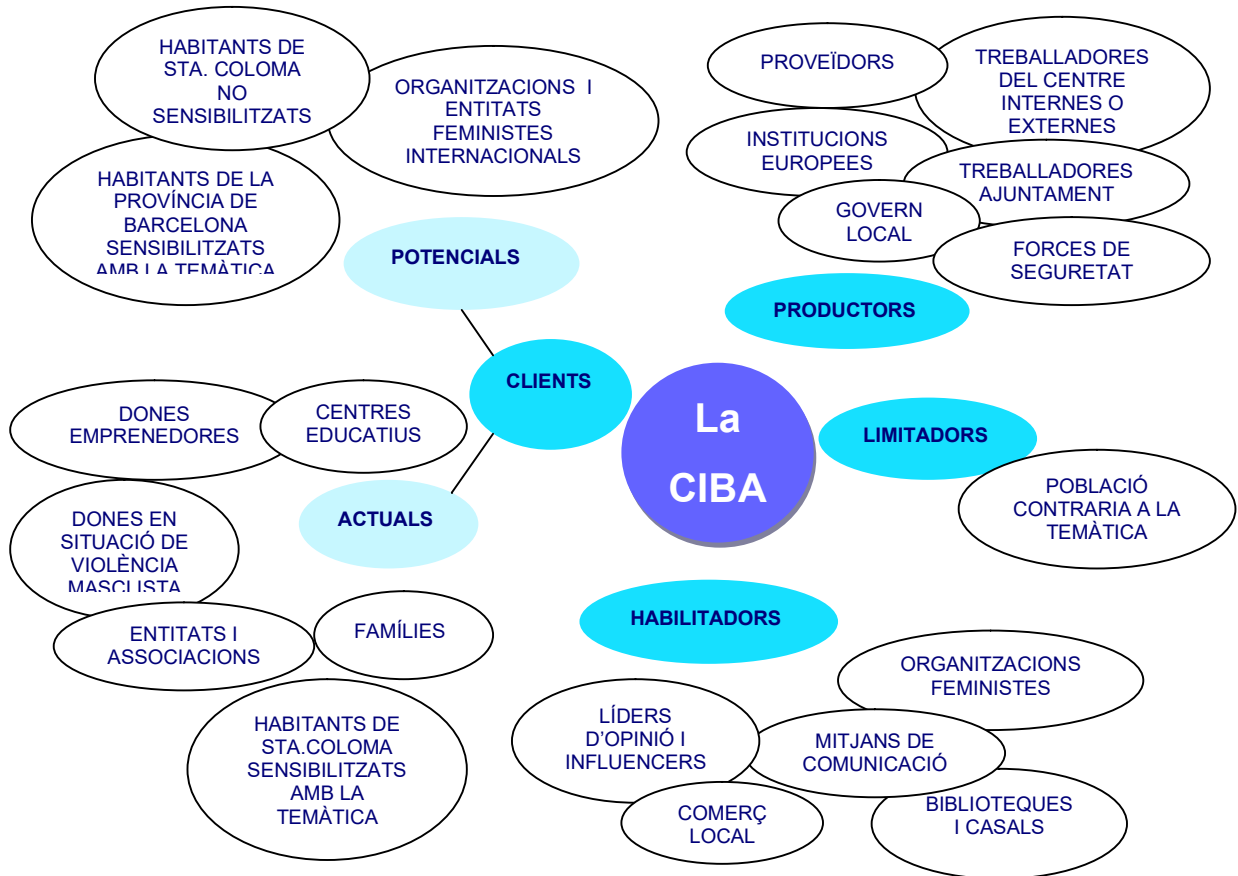 HABITANTS DE
STA. COLOMA
NO
SENSIBILITZATS
ORGANITZACIONS I
ENTITATS
FEMINISTES
INTERNACIONALS
HABITANTS DE LA
PROVÍNCIA DE
BARCELONA
SENSIBILITZATS
AMB LA TEMÀTICA
POTENCIALS
PROVEÏDORS
TREBALLADORES
DEL CENTRE
INTERNES O
EXTERNES
INSTITUCIONS
EUROPEES
TREBALLADORES
AJUNTAMENT
GOVERN
LOCAL
FORCES DE
SEGURETAT
PRODUCTORS
CLIENTS
La
CIBA
LIMITADORS
POBLACIÓ
CONTRARIA A LA
TEMÀTICA
DONES
EMPRENEDORES
CENTRES
EDUCATIUS
ACTUALS
DONES EN
SITUACIÓ DE
VIOLÈNCIA
MASCLISTA
ENTITATS I
ASSOCIACIONS
FAMÍLIES
HABITANTS DE
STA.COLOMA
SENSIBILITZATS
AMB LA
TEMÀTICA
HABILITADORS
ORGANITZACIONS
FEMINISTES
LÍDERS
D'OPINIÓ I
INFLUENCERS
MITJANS DE
COMUNICACIÓ
COMERÇ
LOCAL
BIBLIOTEQUES
I CASALS